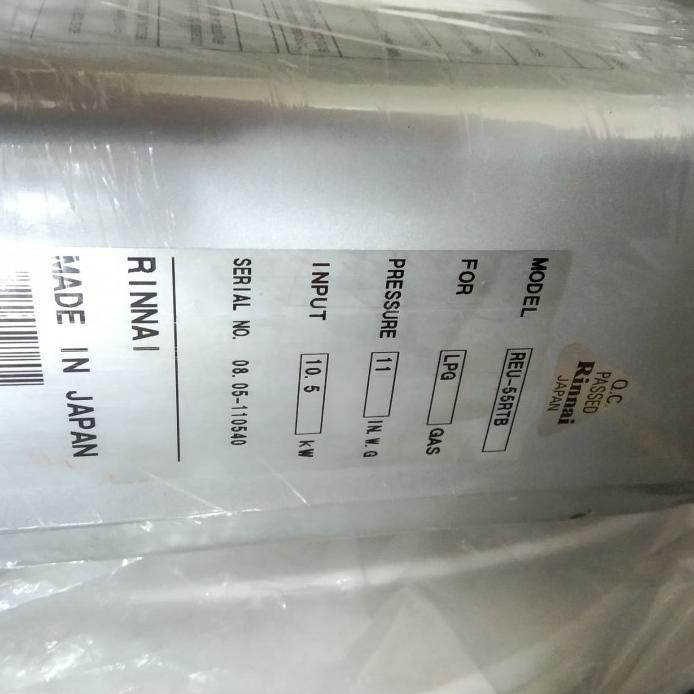 Q.C.
PASSED
Rinnai
JAPAN
MODEL REU-55RTB
FOR LPG GAS
PRESSURE 11 IN.W.G
INPUT 10.5 kW
SERIAL NO. 08.05-110540
RINNAI
MADE IN JAPAN